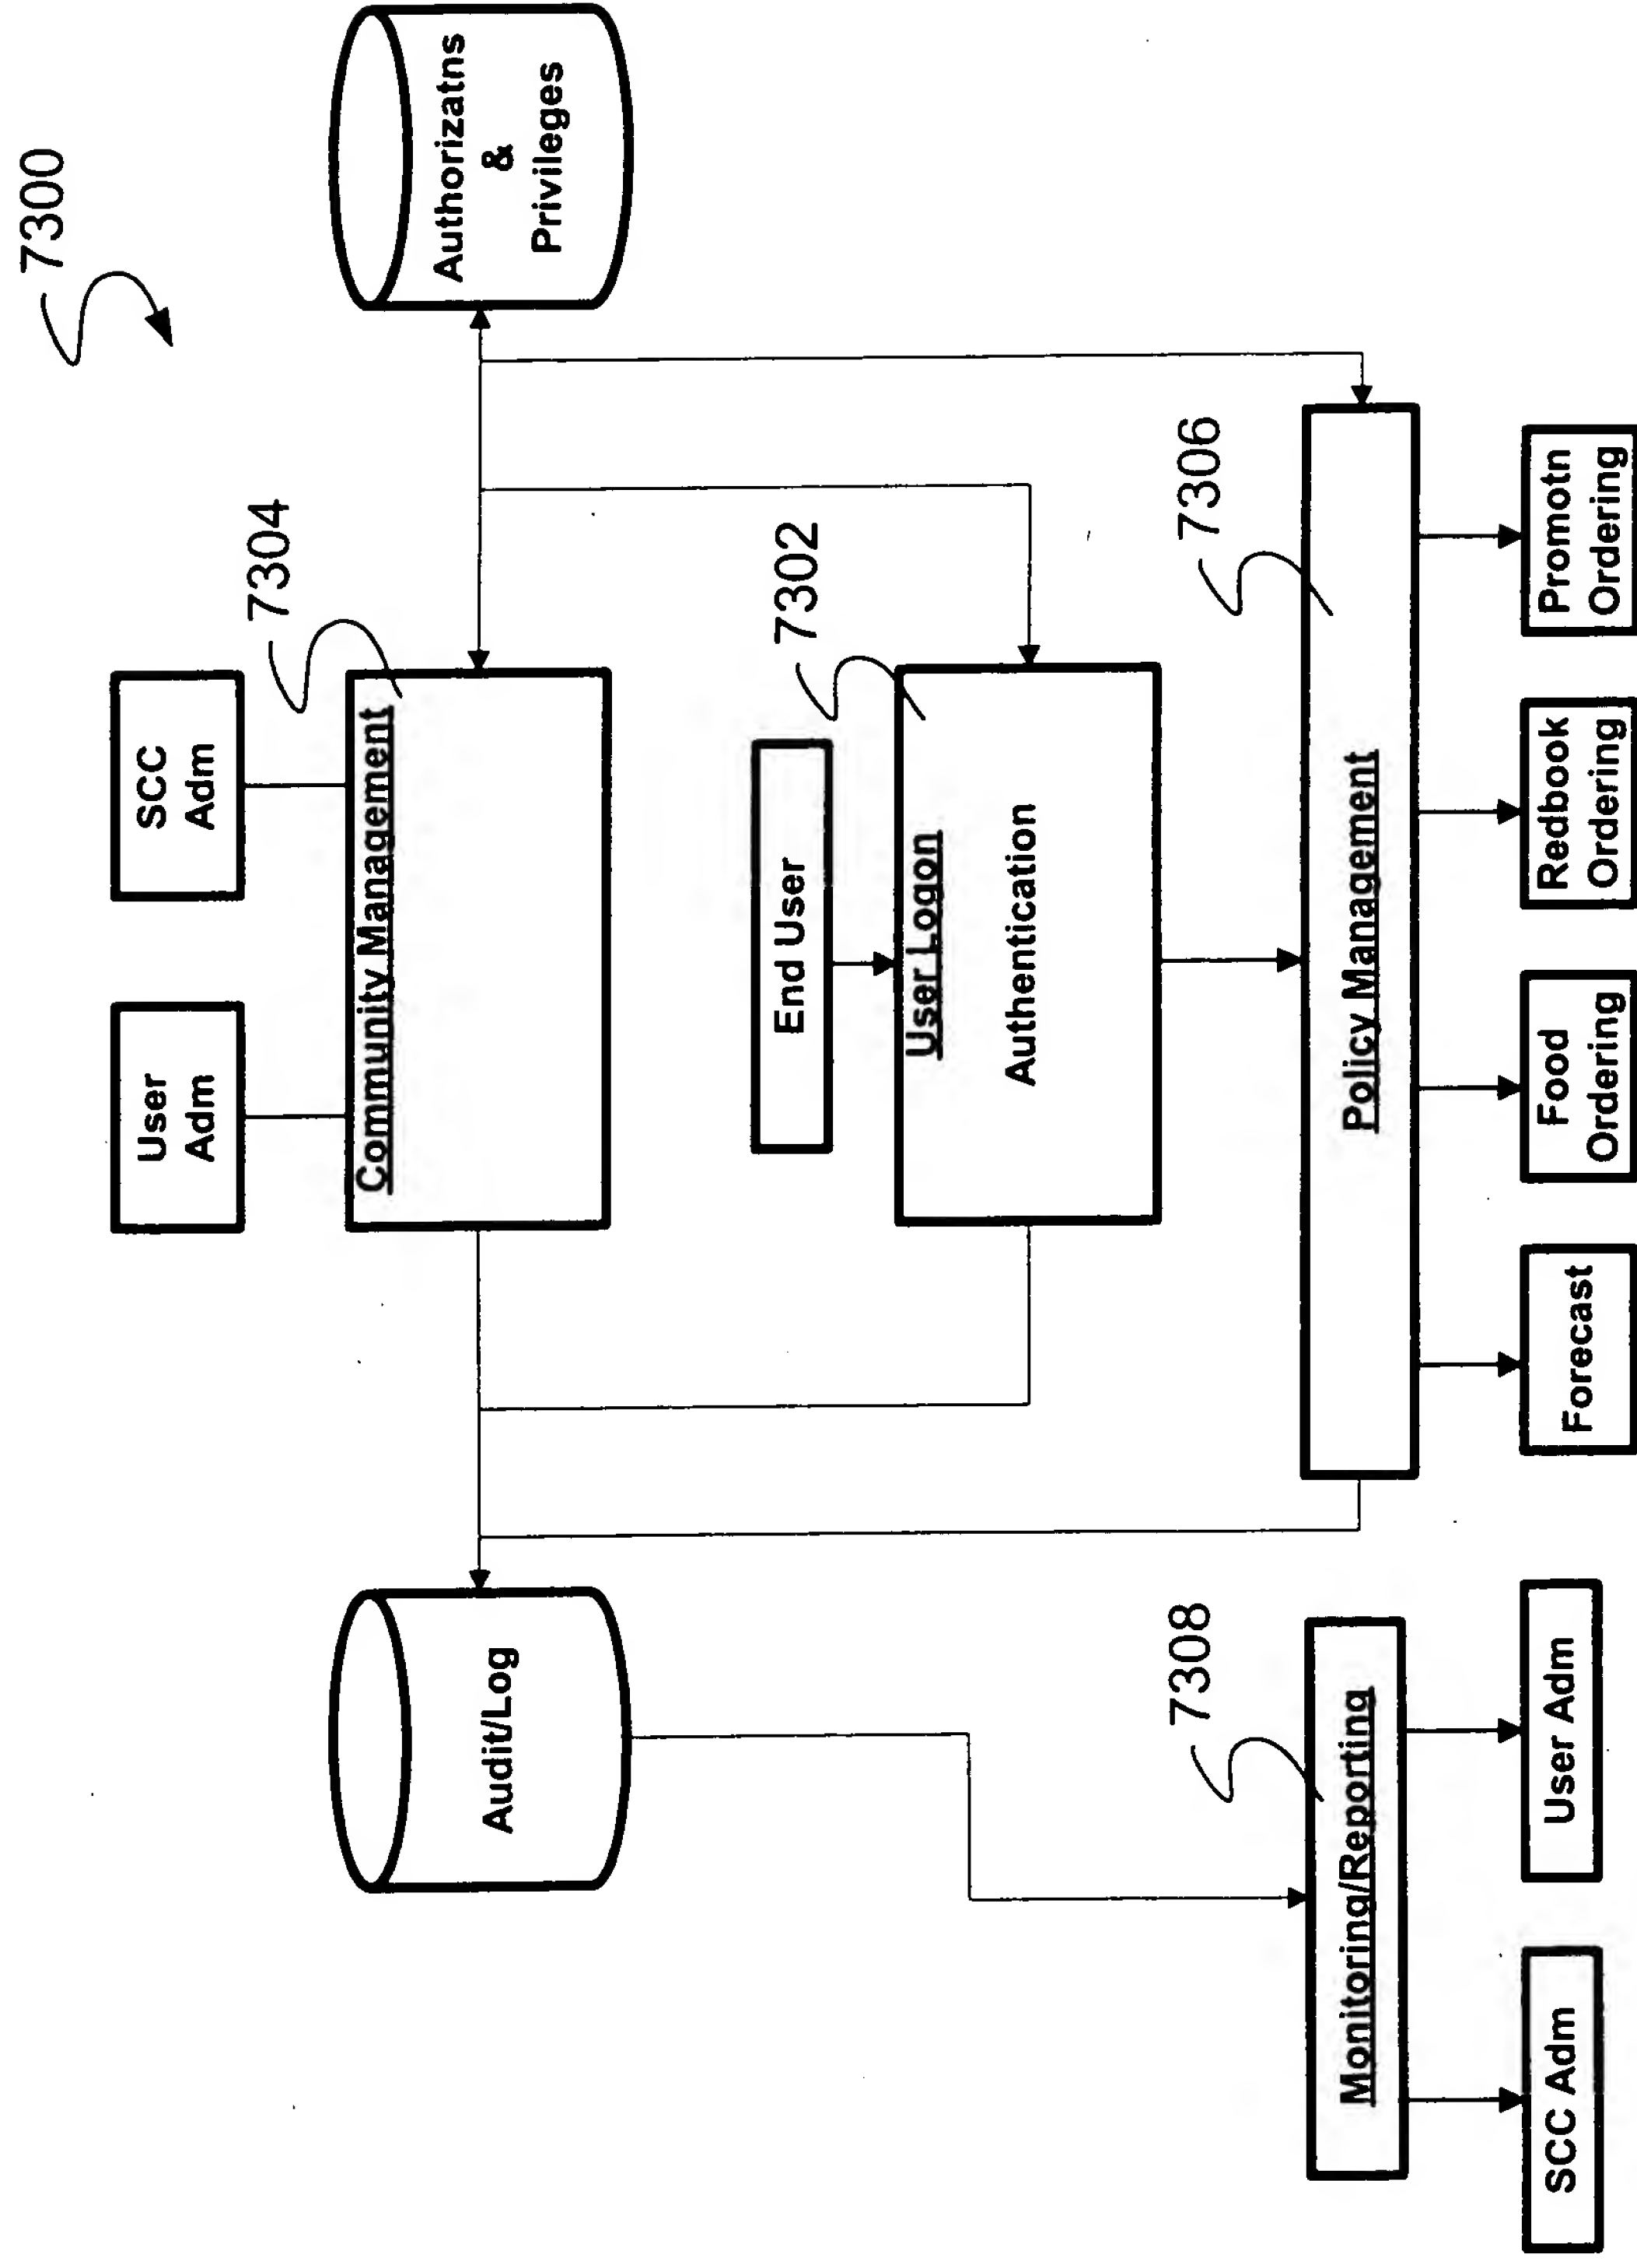 7300
User
Adm
SCC
Adm
7304
Community Management
Authorizatns
&
Privileges
Audit/Log
End User
7302
User Logon
Authentication
7306
Policy Management
7308
Monitoring/Reporting
SCC Adm
User Adm
Forecast
Food
Ordering
Redbook
Ordering
Promotn
Ordering